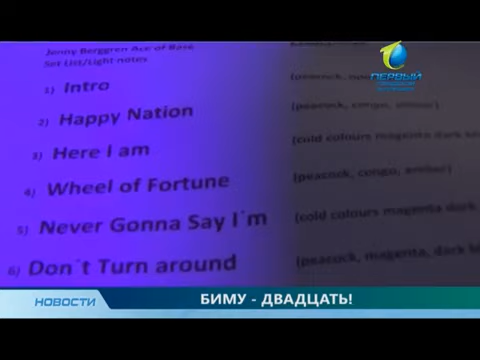 Jenny Berggren Ace of Base
Set List/Light notes
1) Intro
2) Happy Nation (peacock, congo, amber)
3) Here I am (cold colours magenta dark
4) Wheel of Fortune (peacock, congo, amber)
5) Never Gonna Say I´m (cold colours magenta dark
6) Don´t Turn around (peacock, magenta, dark
ПЕРВЫЙ
НОВОСТИ
БИМУ - ДВАДЦАТЬ!